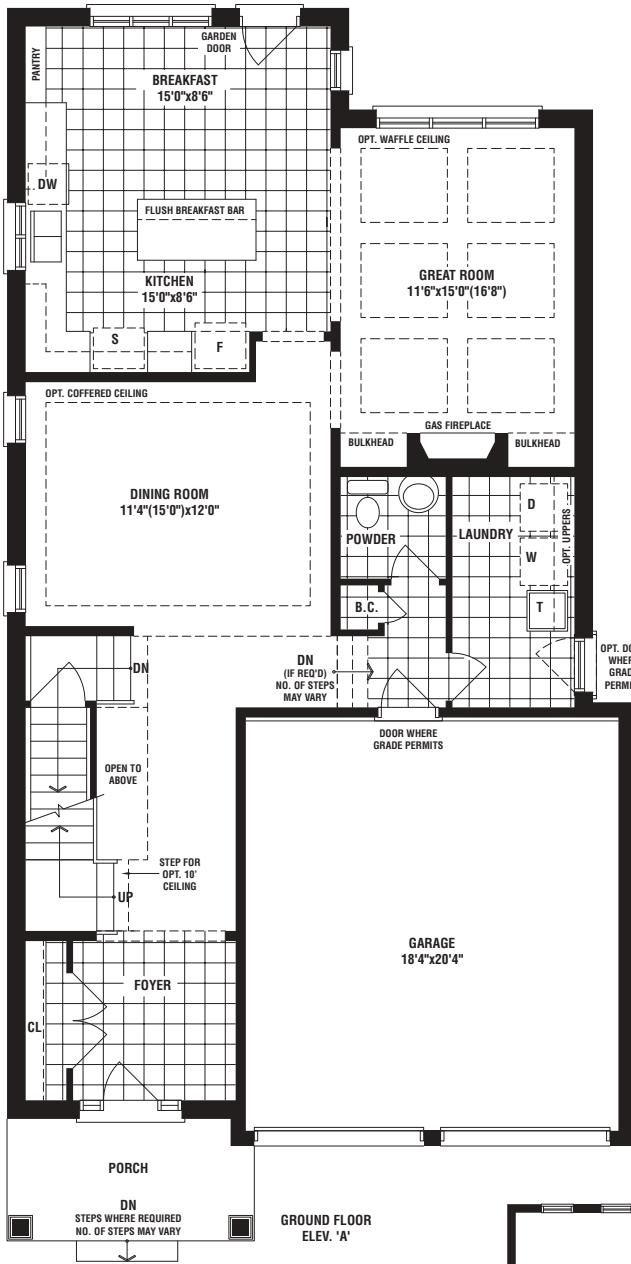 GARDEN
DOOR
PANTRY
BREAKFAST
15'0"x8'6"
OPT. WAFFLE CEILING
DW
FLUSH BREAKFAST BAR
KITCHEN
15'0"x8'6"
GREAT ROOM
11'6"x15'0"(16'8")
S
F
OPT. COFFERED CEILING
GAS FIREPLACE
BULKHEAD
BULKHEAD
DINING ROOM
11'4"(15'0")x12'0"
POWDER
LAUNDRY
D
W
OPT. UPPERS
T
B.C.
DN
DN
(IF REQ'D)
NO. OF STEPS
MAY VARY
DOOR WHERE
GRADE PERMITS
OPEN TO
ABOVE
STEP FOR
OPT. 10'
CEILING
UP
GARAGE
18'4"x20'4"
FOYER
CL
PORCH
DN
STEPS WHERE REQUIRED
NO. OF STEPS MAY VARY
GROUND FLOOR
ELEV. 'A'
OPT.